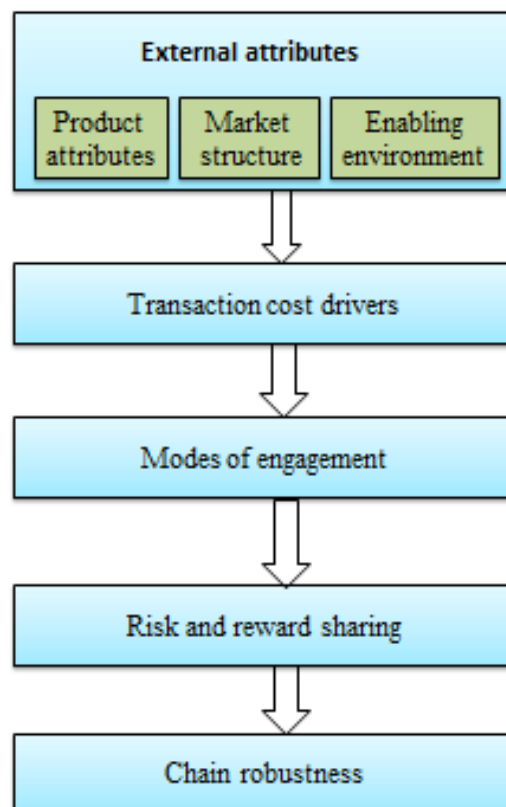 External attributes
Product
attributes
Market
structure
Enabling
environment
Transaction cost drivers
Modes of engagement
Risk and reward sharing
Chain robustness